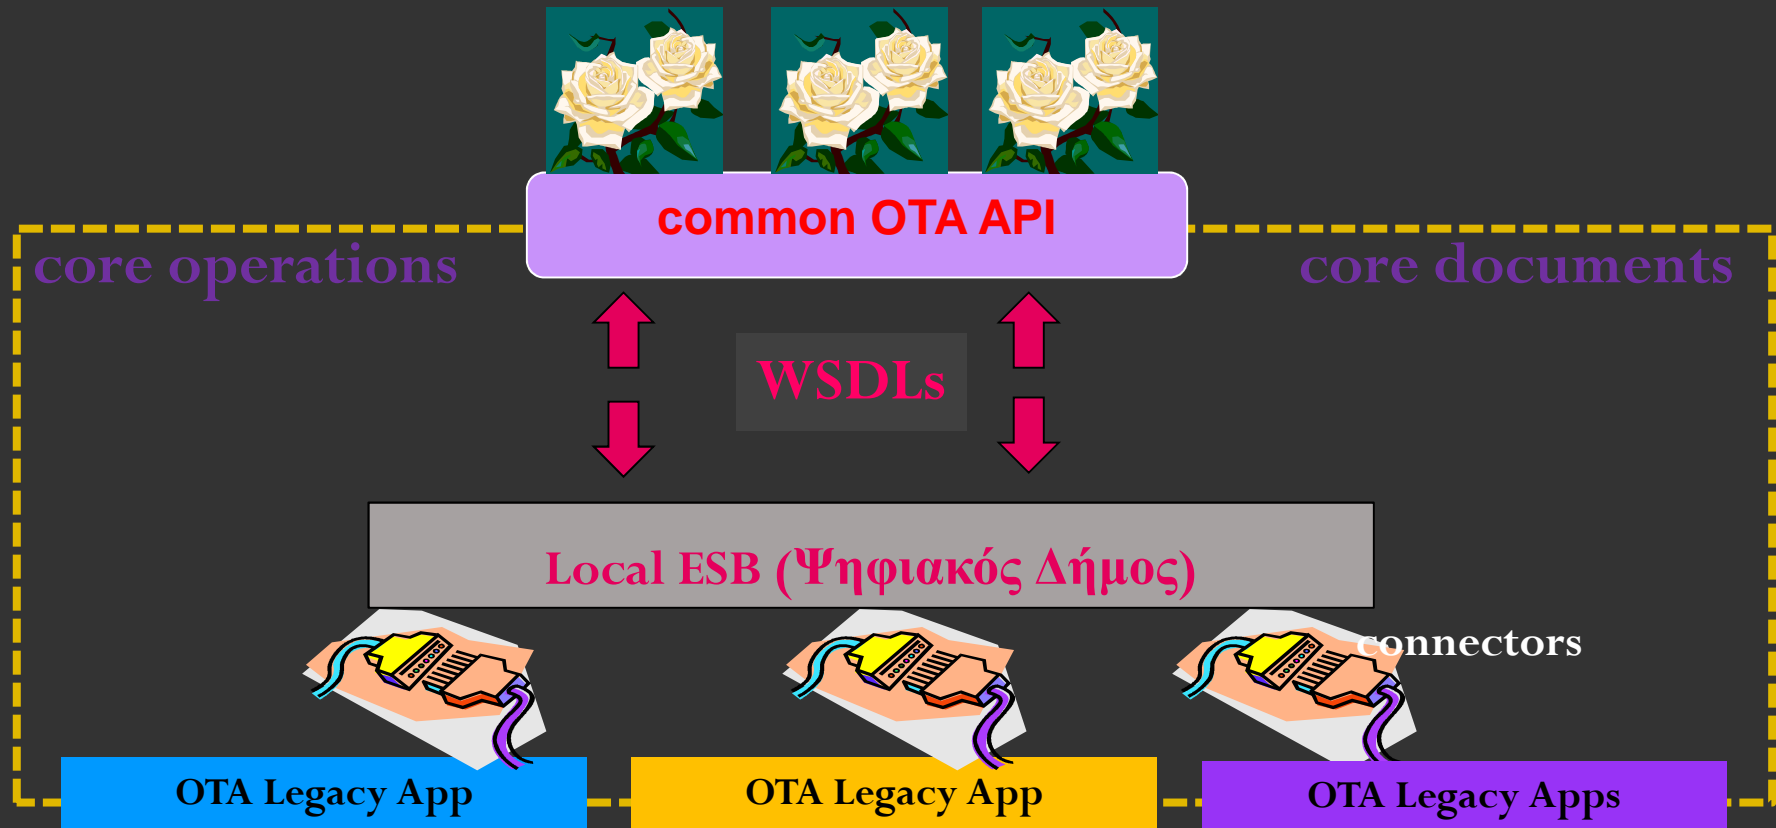 common OTA API
core operations
core documents
WSDLs
Local ESB (Ψηφιακός Δήμος)
connectors
OTA Legacy App
OTA Legacy App
OTA Legacy Apps